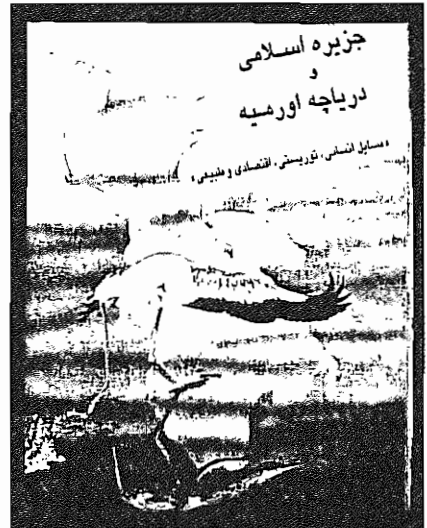 جزیره اسلامی
و
دریاچه اورمیه
«مسایل انسانی، توریستی، اقتصادی و طبیعی»